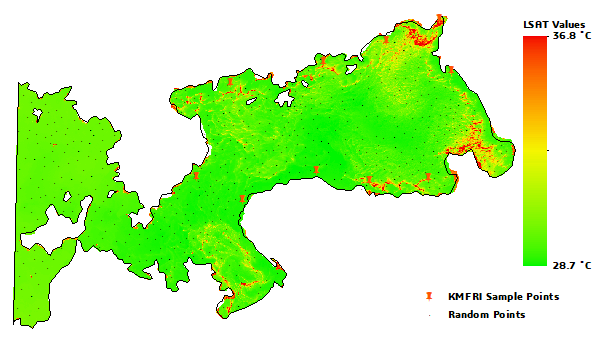 LSAT Values
36.8 ˚C
28.7 ˚C
KMFRI Sample Points
Random Points